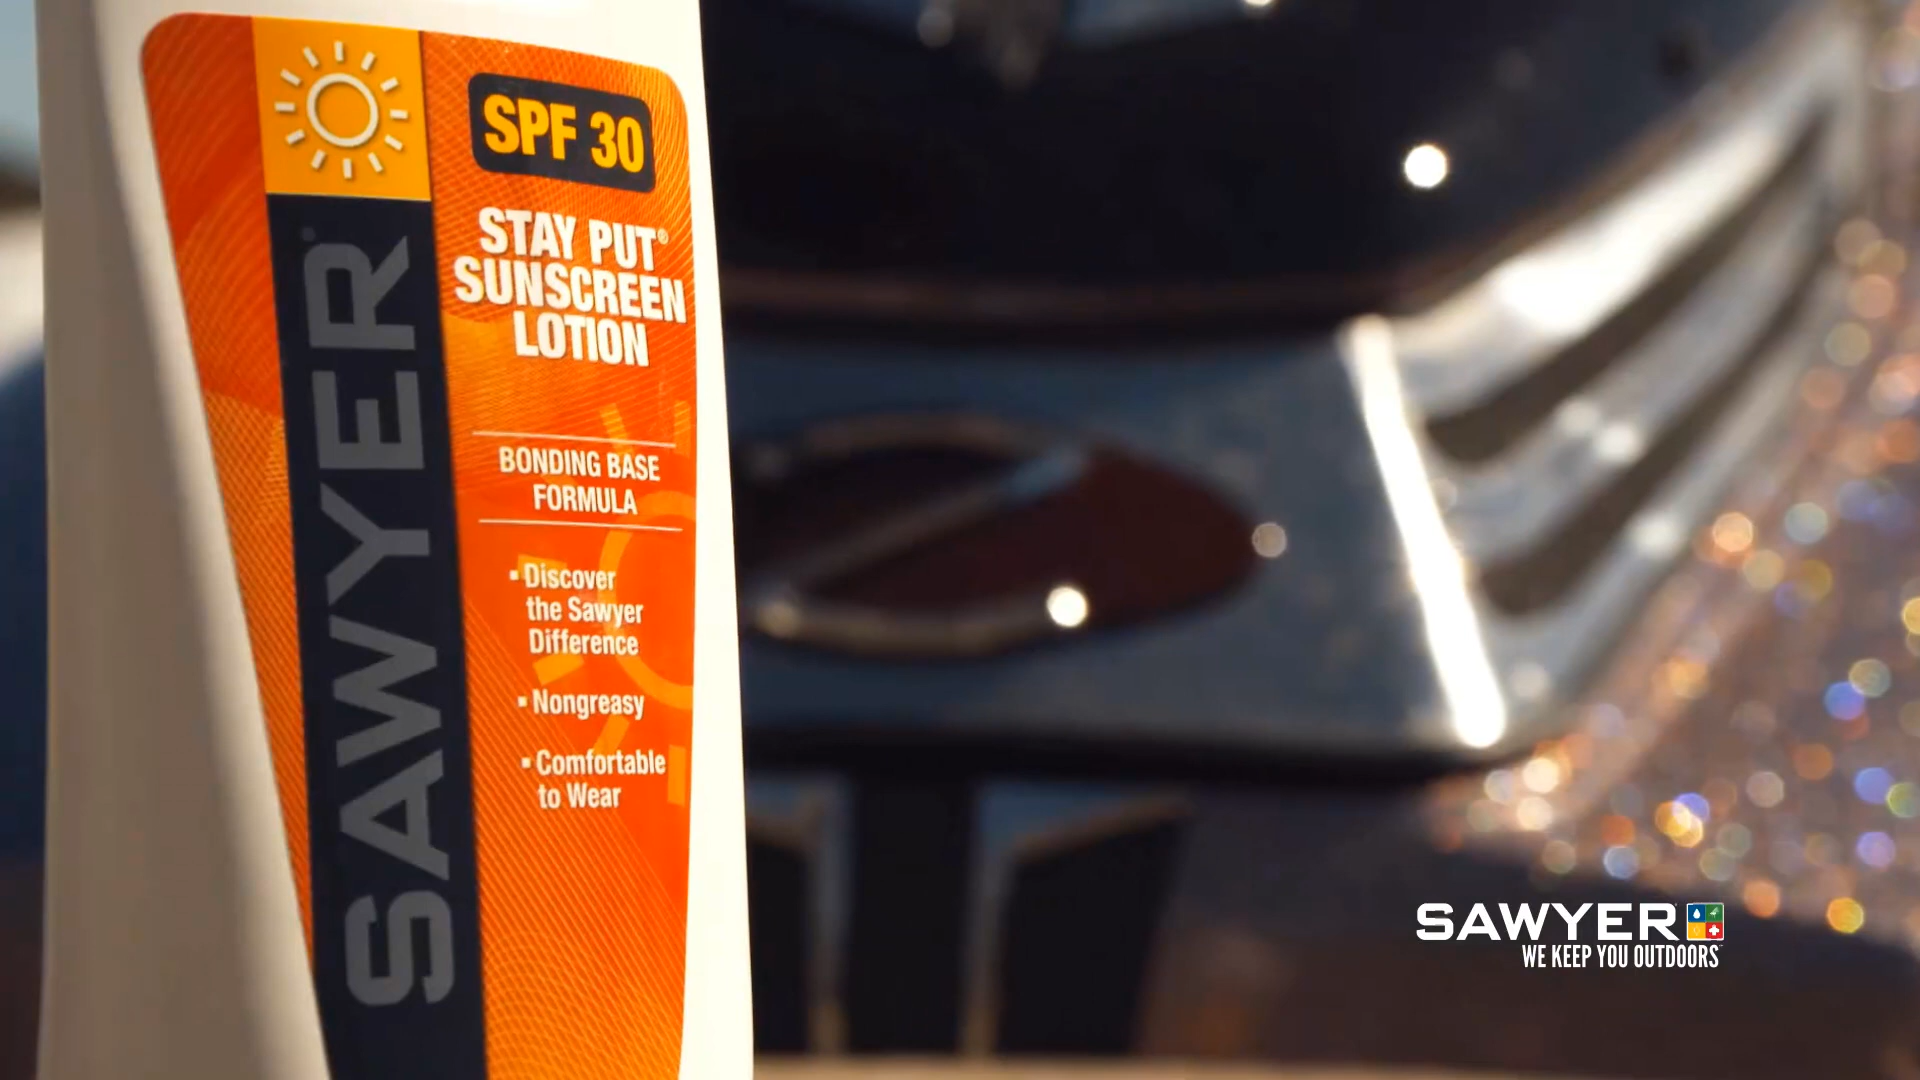 SPF 30
STAY PUT®
SUNSCREEN
LOTION
SAWYER
BONDING BASE
FORMULA
▪ Discover
the Sawyer
Difference
▪ Nongreasy
▪ Comfortable
to Wear
SAWYER
WE KEEP YOU OUTDOORS